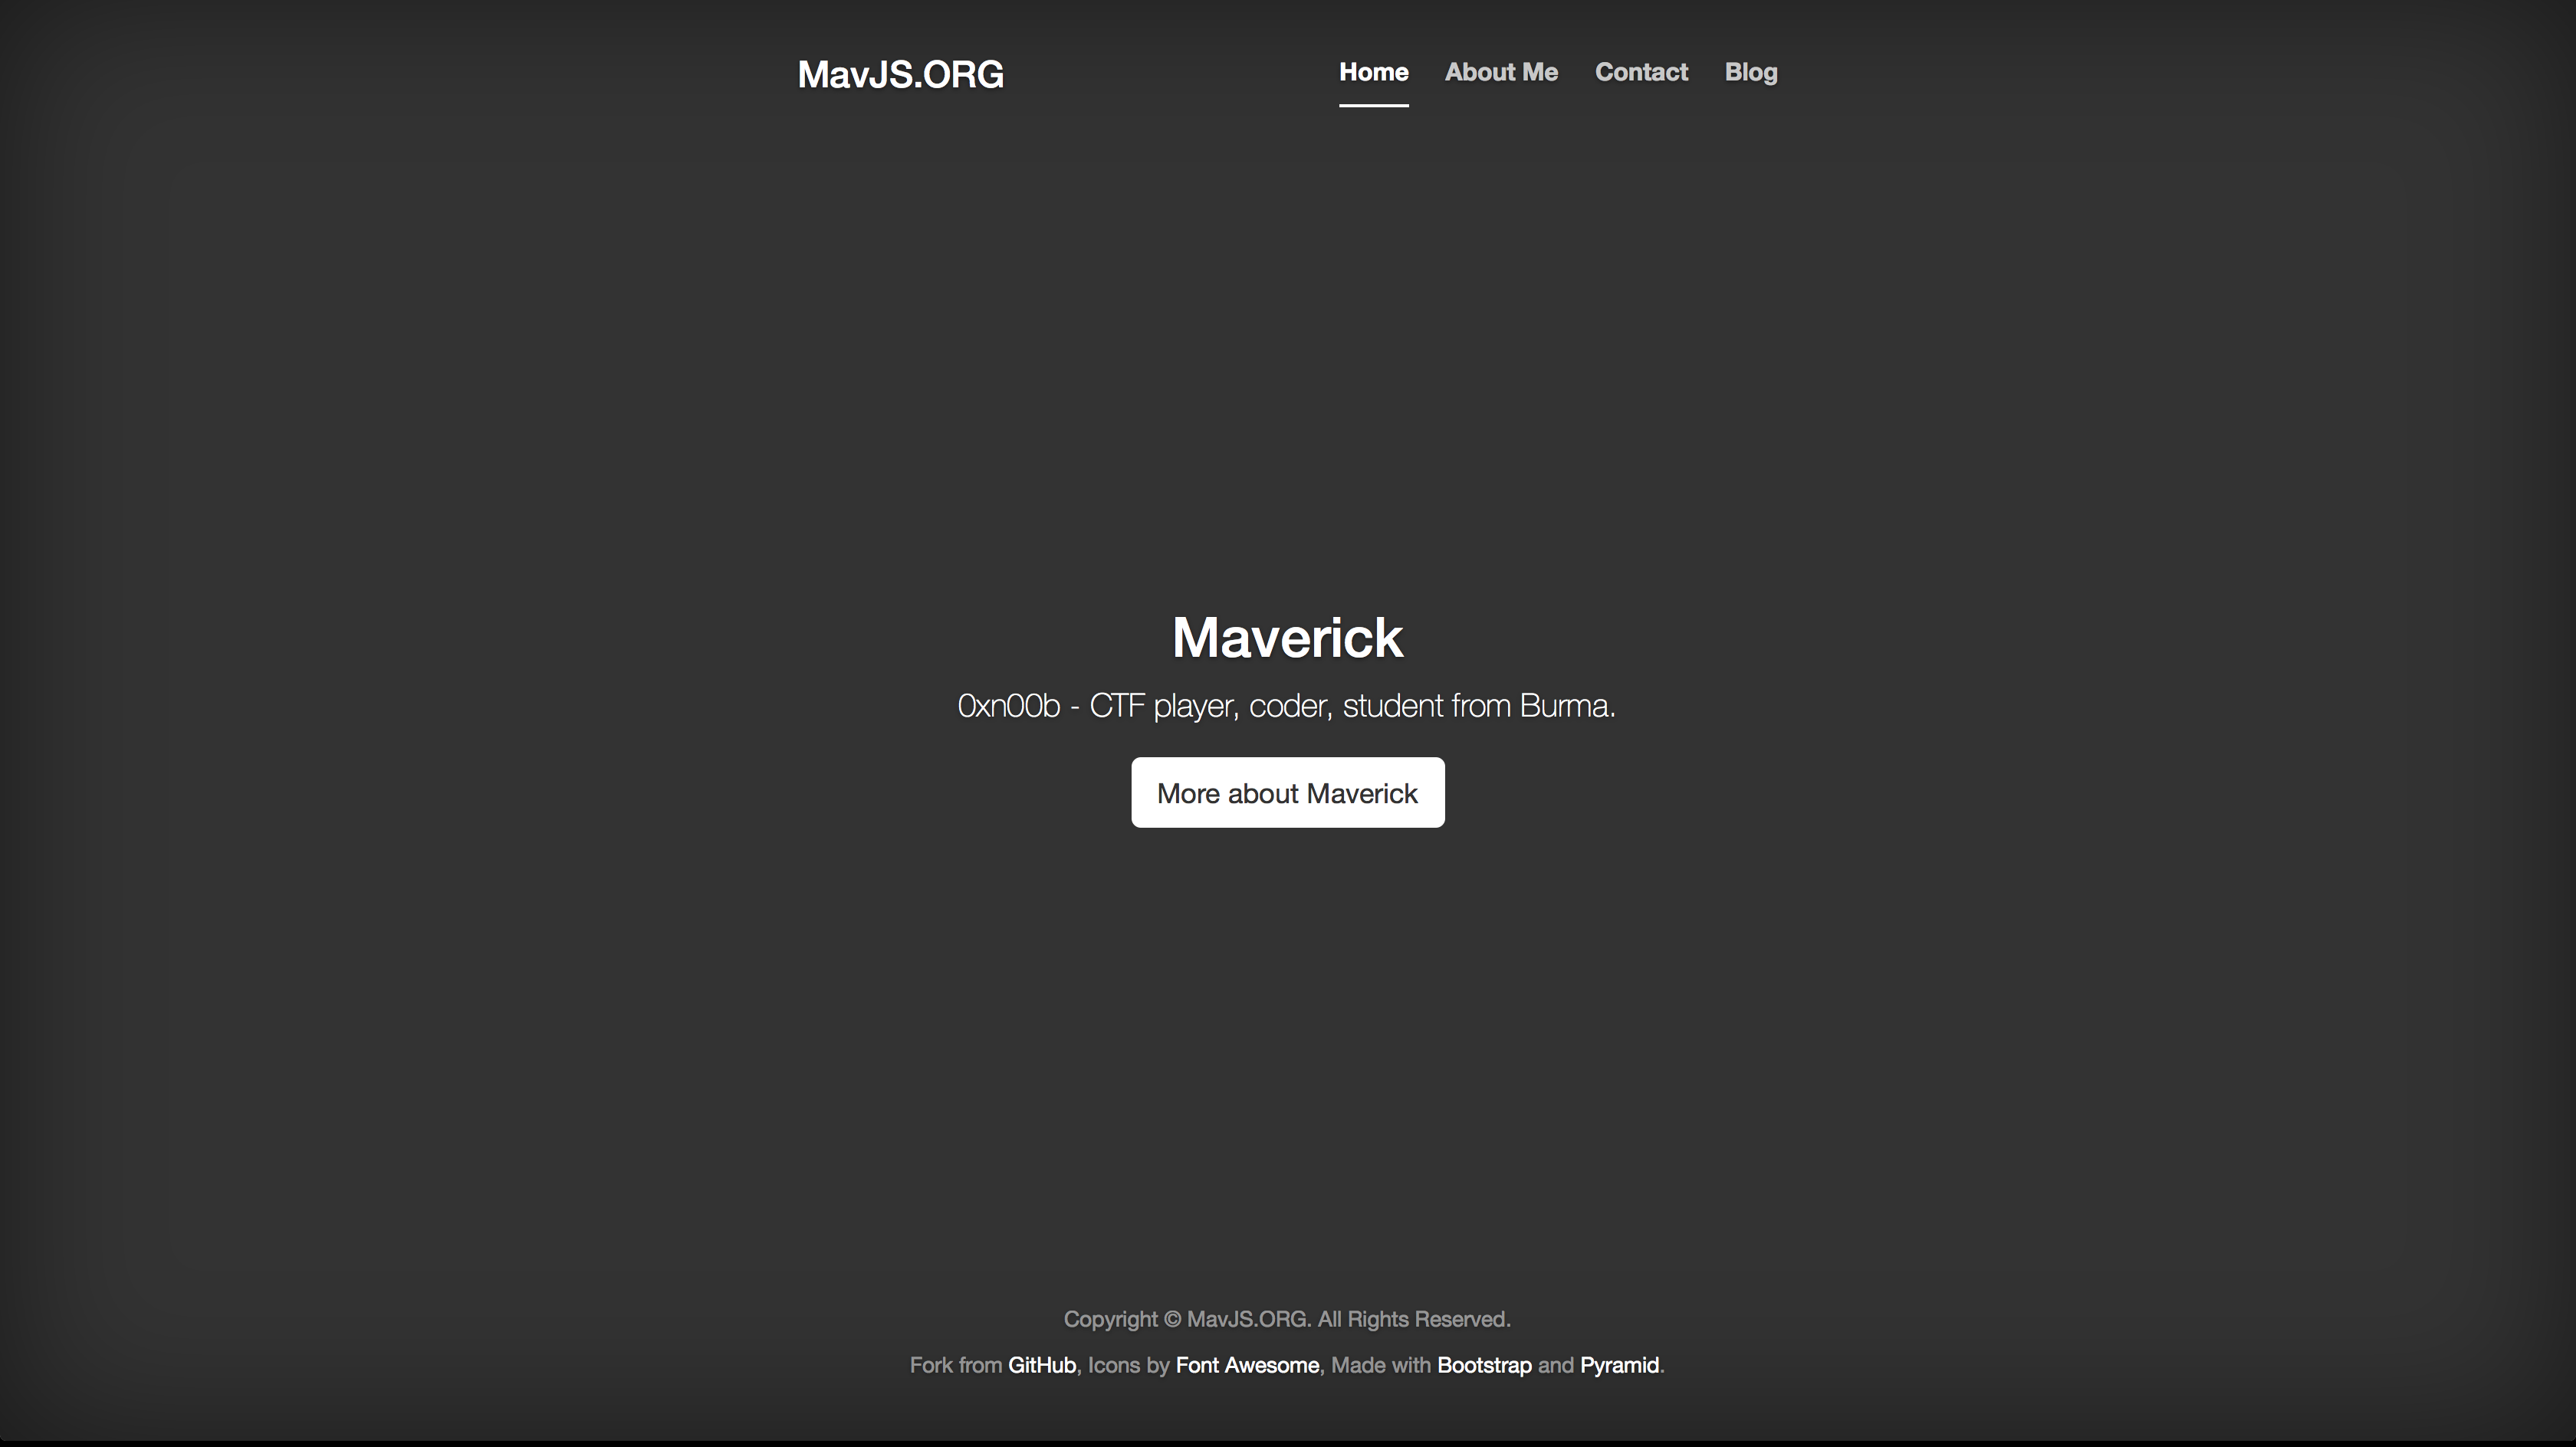 MavJS.ORG
Home About Me Contact Blog
Maverick
0xn00b - CTF player, coder, student from Burma.
More about Maverick
Copyright © MavJS.ORG. All Rights Reserved.
Fork from GitHub, Icons by Font Awesome, Made with Bootstrap and Pyramid.